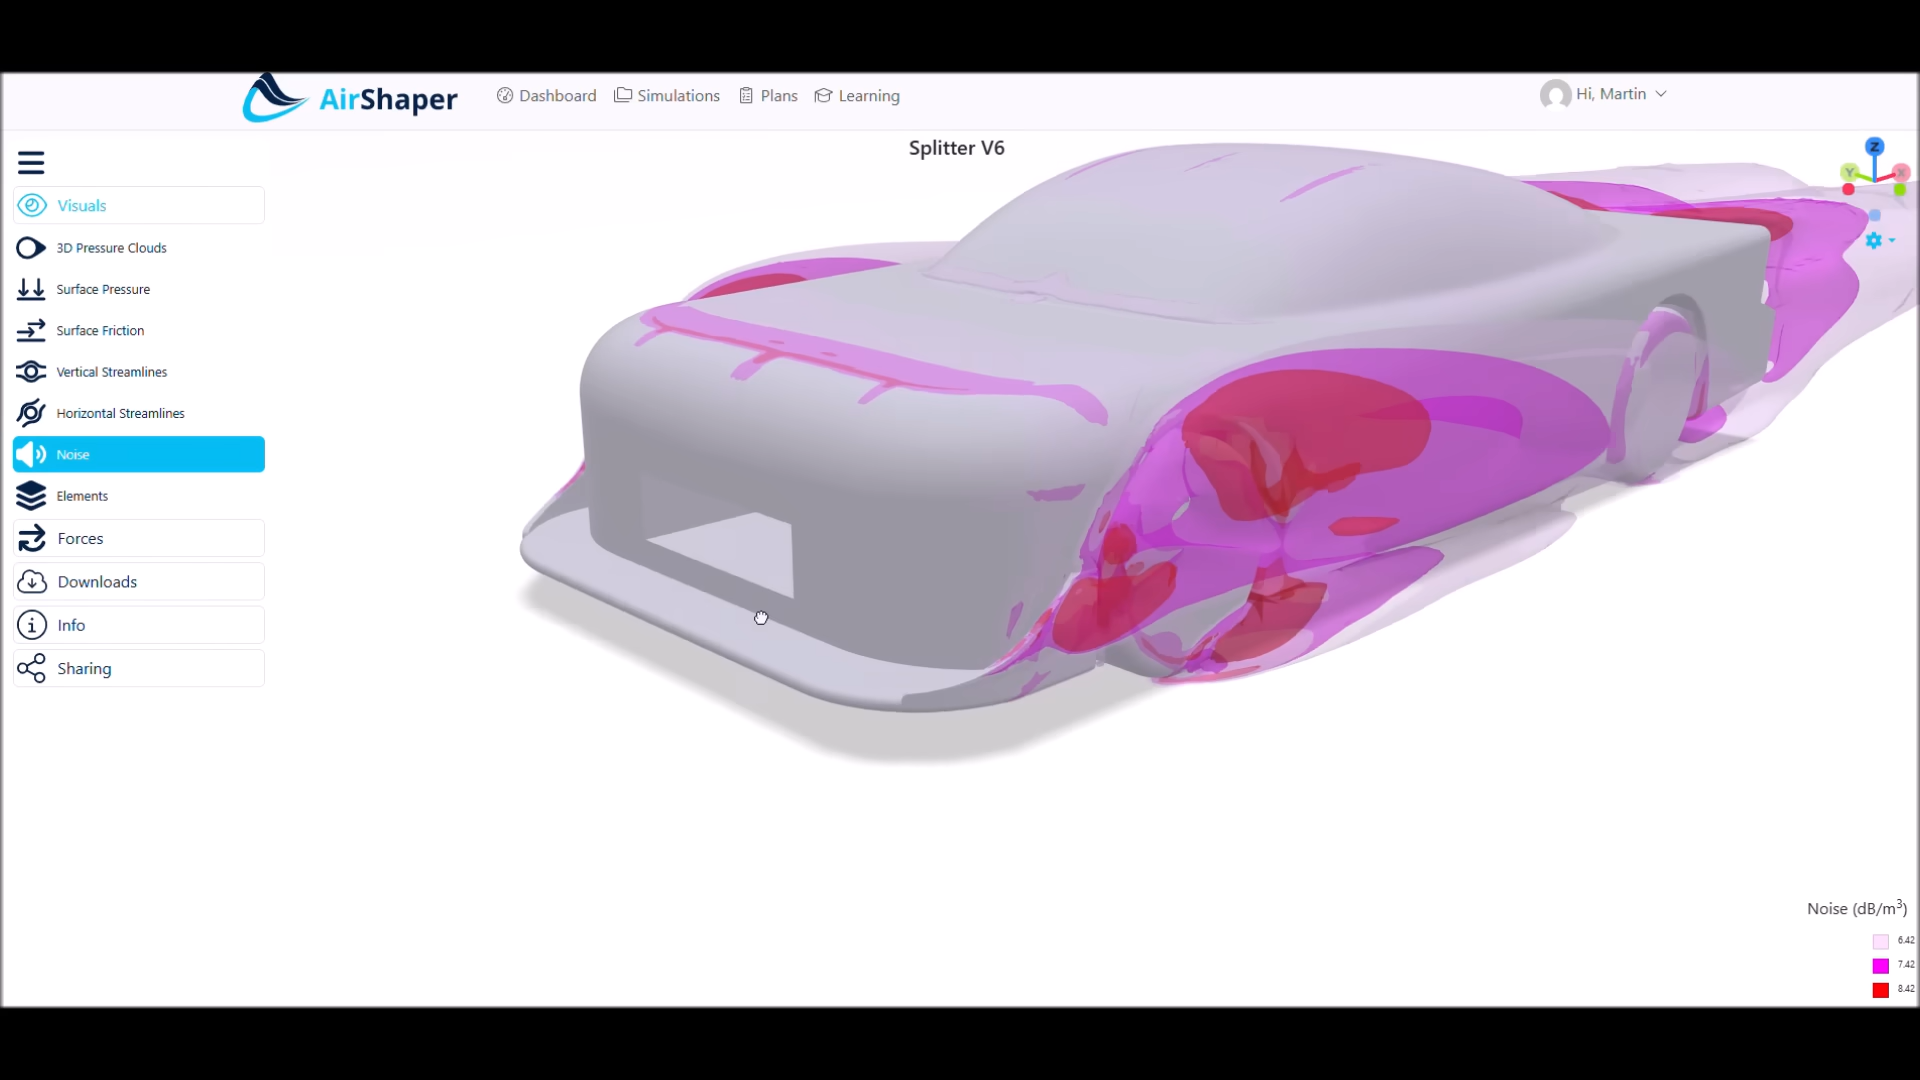 AirShaper
Dashboard
Simulations
Plans
Learning
Hi, Martin
Splitter V6
Z
Y
X
Visuals
3D Pressure Clouds
Surface Pressure
Surface Friction
Vertical Streamlines
Horizontal Streamlines
Noise
Elements
Forces
Downloads
Info
Sharing
Noise (dB/m³)
6.42
7.42
8.42